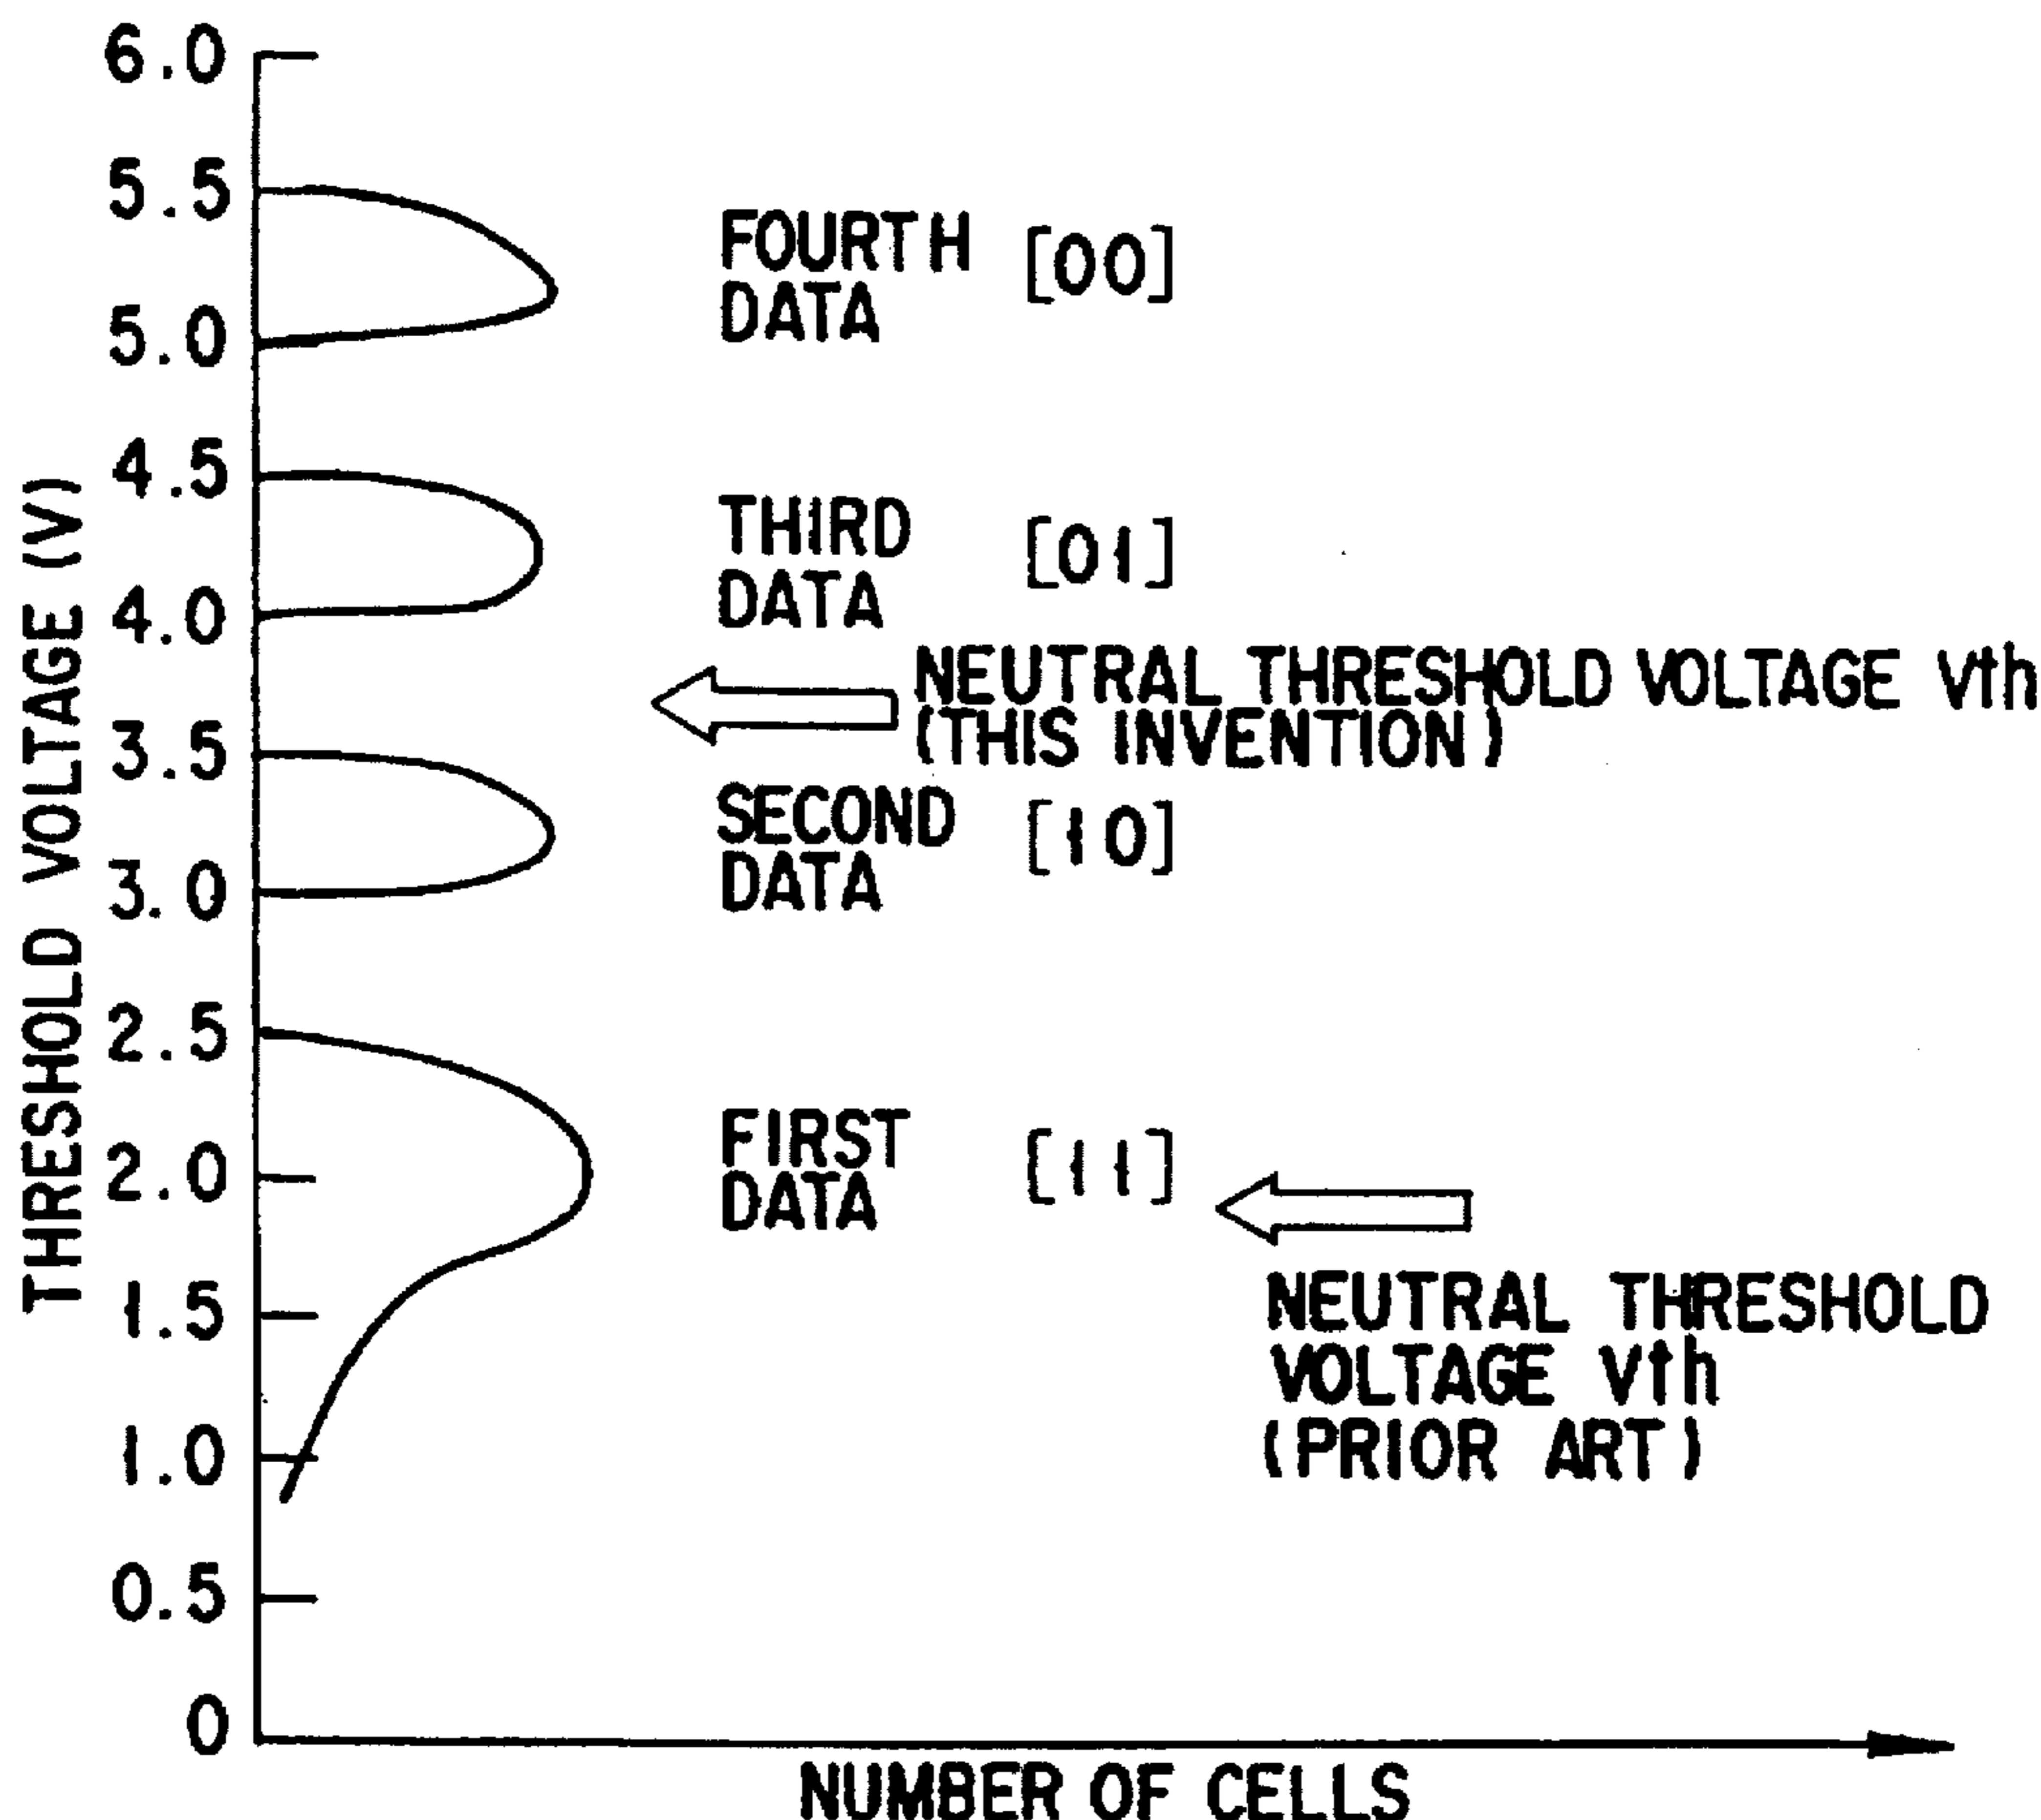 6.0
5.5
FOURTH [00]
DATA
5.0
4.5
THIRD [01]
DATA
4.0
NEUTRAL THRESHOLD VOLTAGE Vth
(THIS INVENTION)
3.5
SECOND [10]
DATA
3.0
THRESHOLD VOLTAGE (V)
2.5
FIRST [11]
DATA
2.0
NEUTRAL THRESHOLD
VOLTAGE Vth
(PRIOR ART)
1.5
1.0
0.5
0
NUMBER OF CELLS